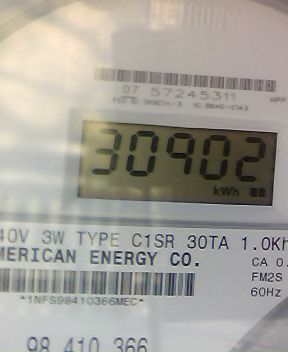 07 57245311
30902
kWh
40V 3W TYPE C1SR 30TA 1.0Kh
MERICAN ENERGY CO.
CA 0.
FM2S
60Hz
*1NFS98410366MEC*
98 410 366